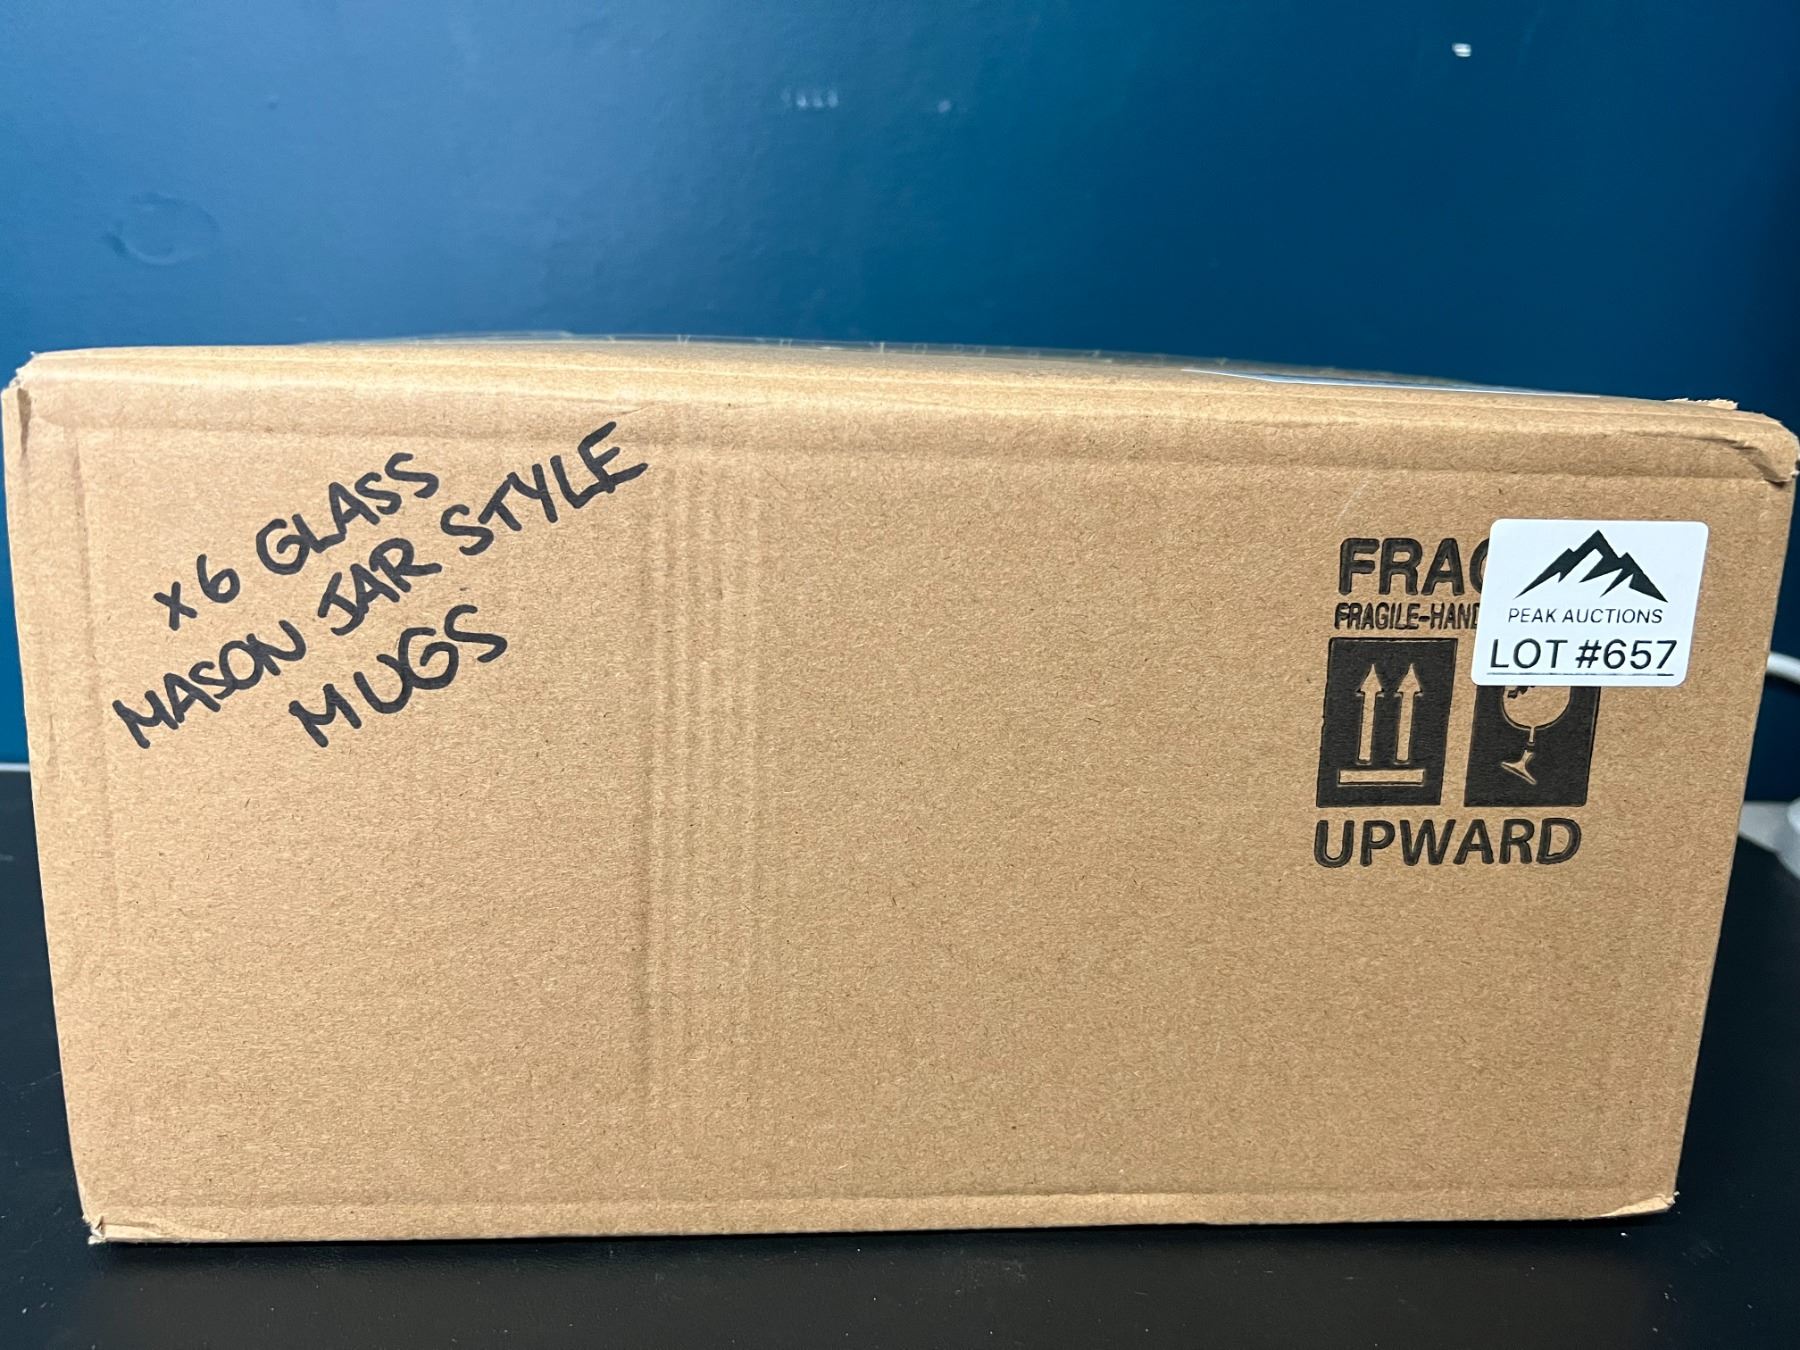 x6 GLASS
MASON JAR STYLE
MUGS
FRAG
FRAGILE-HAND
PEAK AUCTIONS
LOT #657
UPWARD